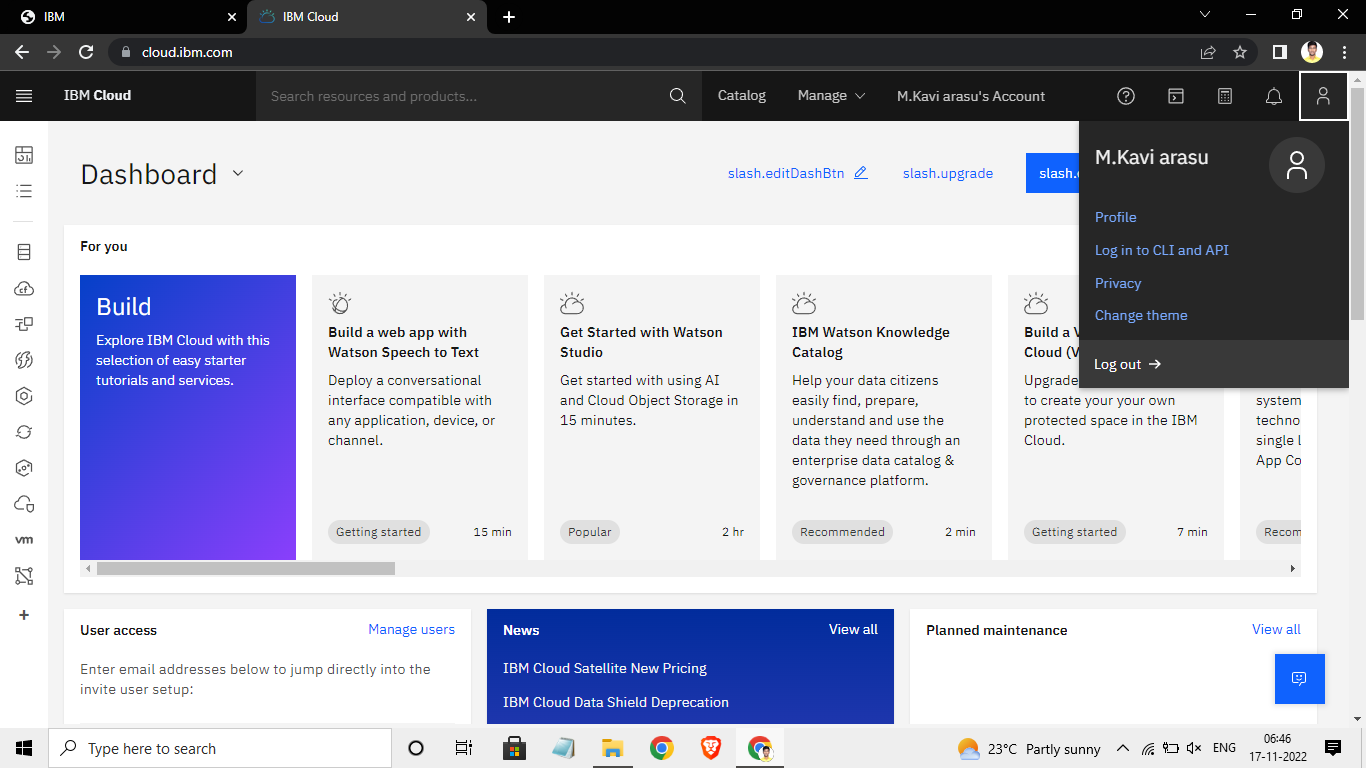 IBM
IBM Cloud
cloud.ibm.com
IBM Cloud
Search resources and products...
Catalog
Manage
M.Kavi arasu's Account
M.Kavi arasu
Profile
Log in to CLI and API
Privacy
Change theme
Log out
Dashboard
slash.editDashBtn
slash.upgrade
For you
Build
Explore IBM Cloud with this
selection of easy starter
tutorials and services.
Build a web app with
Watson Speech to Text
Deploy a conversational
interface compatible with
any application, device, or
channel.
Getting started
15 min
Get Started with Watson
Studio
Get started with using AI
and Cloud Object Storage in
15 minutes.
Popular
2 hr
IBM Watson Knowledge
Catalog
Help your data citizens
easily find, prepare,
understand and use the
data they need through an
enterprise data catalog &
governance platform.
Recommended
2 min
Build a V
Cloud (V
Upgrade
to create your your own
protected space in the IBM
Cloud.
Getting started
7 min
system
techno
single l
App Co
Recom
User access
Manage users
Enter email addresses below to jump directly into the
invite user setup:
News
View all
IBM Cloud Satellite New Pricing
IBM Cloud Data Shield Deprecation
Planned maintenance
View all
cf
vm
Type here to search
23°C Partly sunny
ENG
06:46
17-11-2022